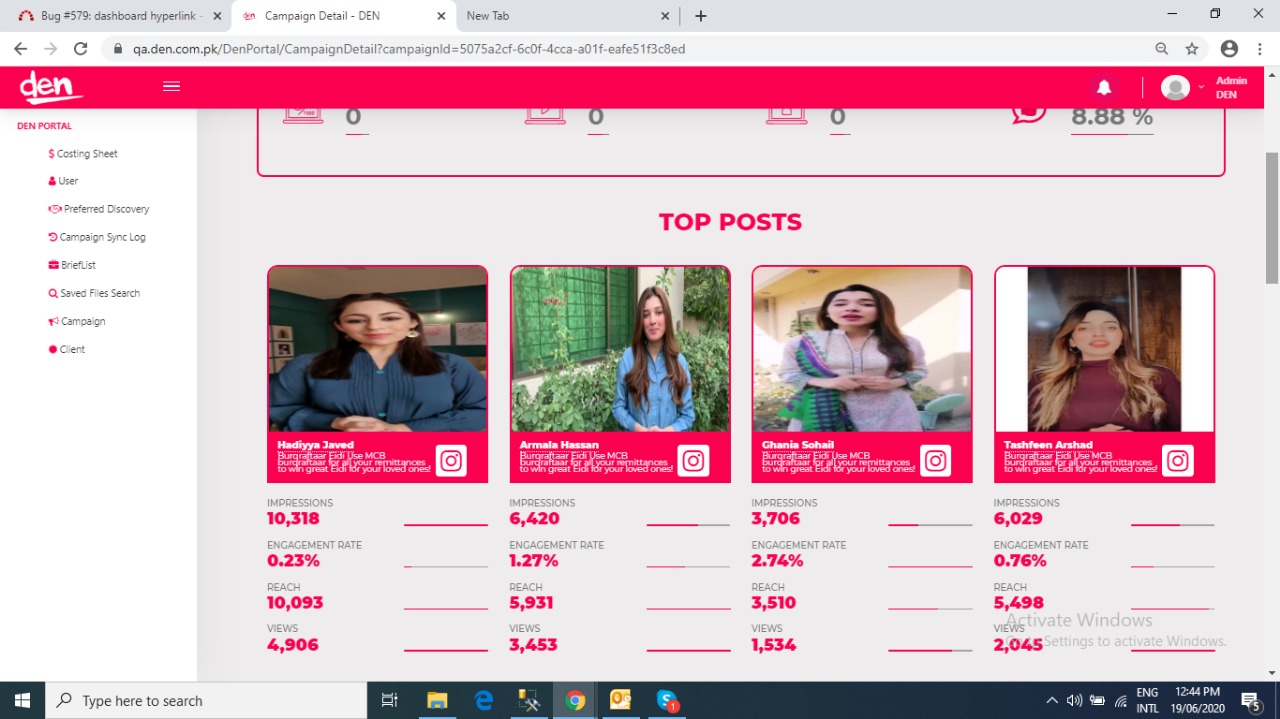 Bug #579: dashboard hyperlink -
Campaign Detail - DEN
New Tab
qa.den.com.pk/DenPortal/CampaignDetail?campaignId=5075a2cf-6c0f-4cca-a01f-eafe51f3c8ed
den
Admin
DEN
DEN PORTAL
Costing Sheet
User
Preferred Discovery
Campaign Sync Log
BriefList
Saved Files Search
Campaign
Client
0
0
0
8.88 %
TOP POSTS
Hadiyya Javed
Burqraftaar Eidi Use MCB
burqraftaar for all your remittances
to win great Eidi for your loved ones!
Armala Hassan
Burqraftaar Eidi Use MCB
burqraftaar for all your remittances
to win great Eidi for your loved ones!
Ghania Sohail
Burqraftaar Eidi Use MCB
burqraftaar for all your remittances
to win great Eidi for your loved ones!
Tashfeen Arshad
Burqraftaar Eidi Use MCB
burqraftaar for all your remittances
to win great Eidi for your loved ones!
IMPRESSIONS
10,318
ENGAGEMENT RATE
0.23%
REACH
10,093
VIEWS
4,906
IMPRESSIONS
6,420
ENGAGEMENT RATE
1.27%
REACH
5,931
VIEWS
3,453
IMPRESSIONS
3,706
ENGAGEMENT RATE
2.74%
REACH
3,510
VIEWS
1,534
IMPRESSIONS
6,029
ENGAGEMENT RATE
0.76%
REACH
5,498
VIEWS
2,045
Activate Windows
Go to Settings to activate Windows.
Type here to search
1
ENG
INTL
12:44 PM
19/06/2020
5